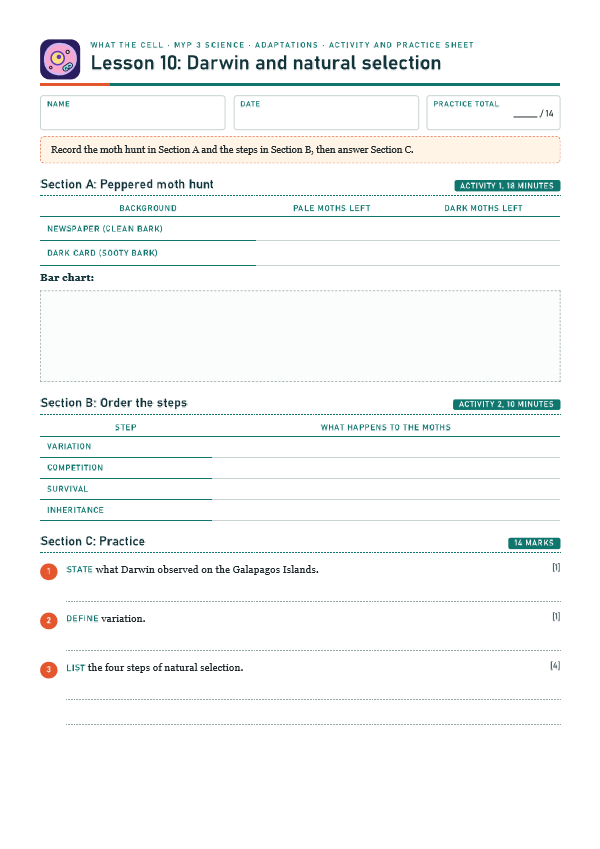 WHAT THE CELL · MYP 3 SCIENCE · ADAPTATIONS · ACTIVITY AND PRACTICE SHEET
Lesson 10: Darwin and natural selection
NAME
DATE
PRACTICE TOTAL
_____ / 14
Record the moth hunt in Section A and the steps in Section B, then answer Section C.
Section A: Peppered moth hunt
ACTIVITY 1, 18 MINUTES
BACKGROUND PALE MOTHS LEFT DARK MOTHS LEFT
NEWSPAPER (CLEAN BARK)
DARK CARD (SOOTY BARK)
Bar chart:
Section B: Order the steps
ACTIVITY 2, 10 MINUTES
STEP WHAT HAPPENS TO THE MOTHS
VARIATION
COMPETITION
SURVIVAL
INHERITANCE
Section C: Practice
14 MARKS
1 STATE what Darwin observed on the Galapagos Islands. [1]
2 DEFINE variation. [1]
3 LIST the four steps of natural selection. [4]